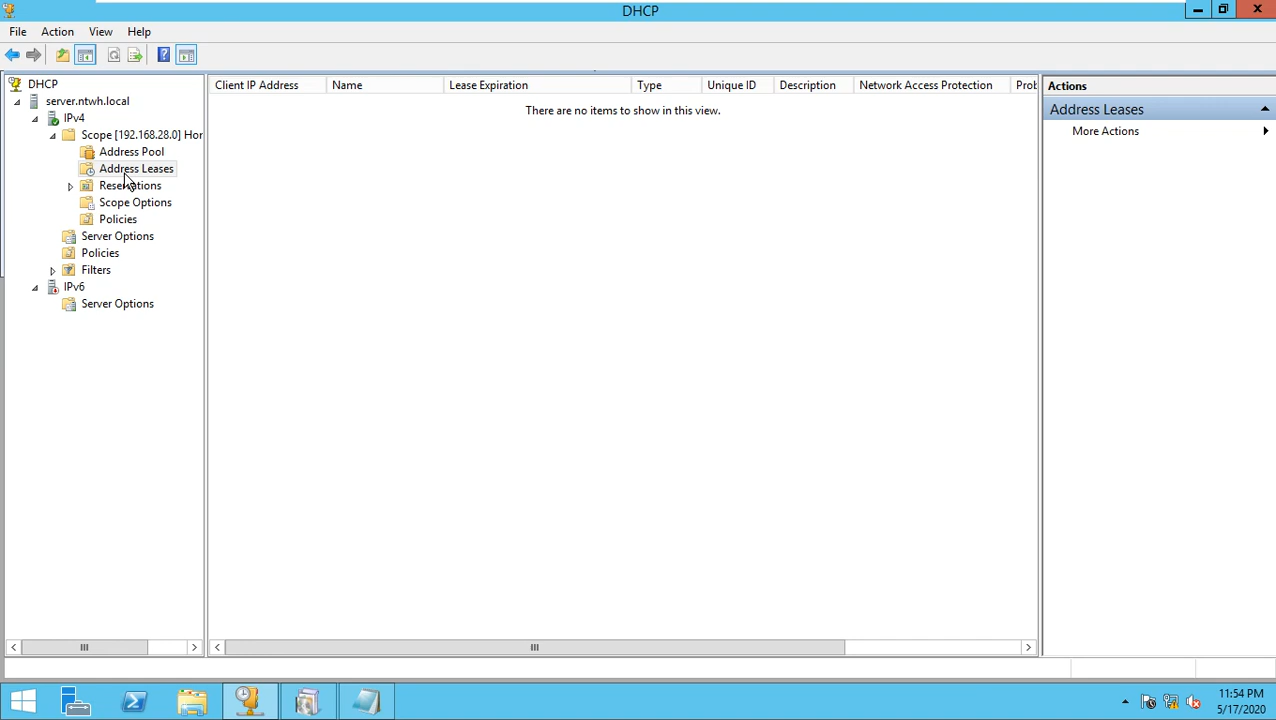 DHCP
File Action View Help
DHCP
server.ntwh.local
IPv4
Scope [192.168.28.0] Hor
Address Pool
Address Leases
Reservations
Scope Options
Policies
Server Options
Policies
Filters
IPv6
Server Options
Client IP Address Name Lease Expiration Type Unique ID Description Network Access Protection Prob
There are no items to show in this view.
Actions
Address Leases
More Actions
11:54 PM
5/17/2020